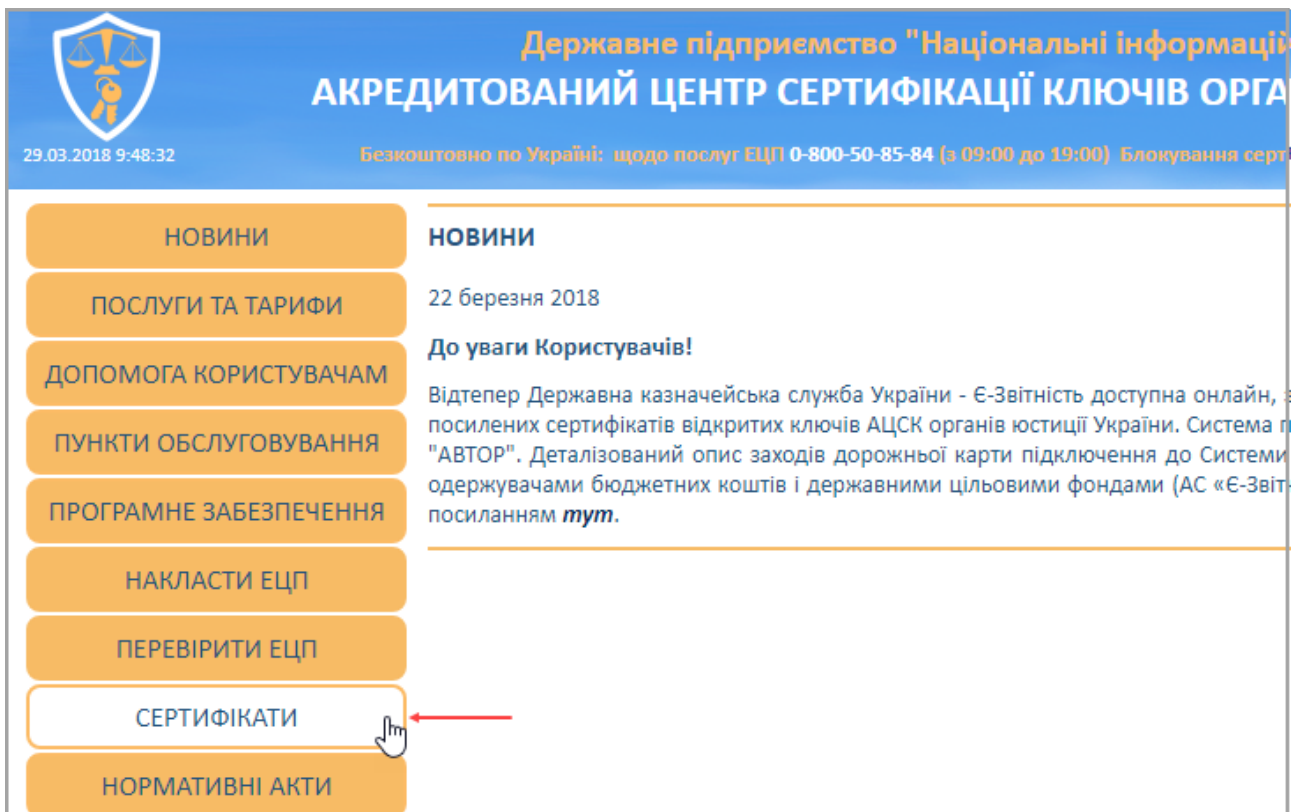 Державне підприємство "Національні інформацій
АКРЕДИТОВАНИЙ ЦЕНТР СЕРТИФІКАЦІЇ КЛЮЧІВ ОРГА
29.03.2018 9:48:32
Безкоштовно по Україні: щодо послуг ЕЦП 0-800-50-85-84 (з 09:00 до 19:00) Блокування серт
НОВИНИ
ПОСЛУГИ ТА ТАРИФИ
ДОПОМОГА КОРИСТУВАЧАМ
ПУНКТИ ОБСЛУГОВУВАННЯ
ПРОГРАМНЕ ЗАБЕЗПЕЧЕННЯ
НАКЛАСТИ ЕЦП
ПЕРЕВІРИТИ ЕЦП
СЕРТИФІКАТИ
НОРМАТИВНІ АКТИ
НОВИНИ
22 березня 2018
До уваги Користувачів!
Відтепер Державна казначейська служба України - Є-Звітність доступна онлайн,
посилених сертифікатів відкритих ключів АЦСК органів юстиції України. Система
"АВТОР". Деталізований опис заходів дорожньої карти підключення до Системи
одержувачами бюджетних коштів і державними цільовими фондами (АС «Є-Звіт
посиланням тут.